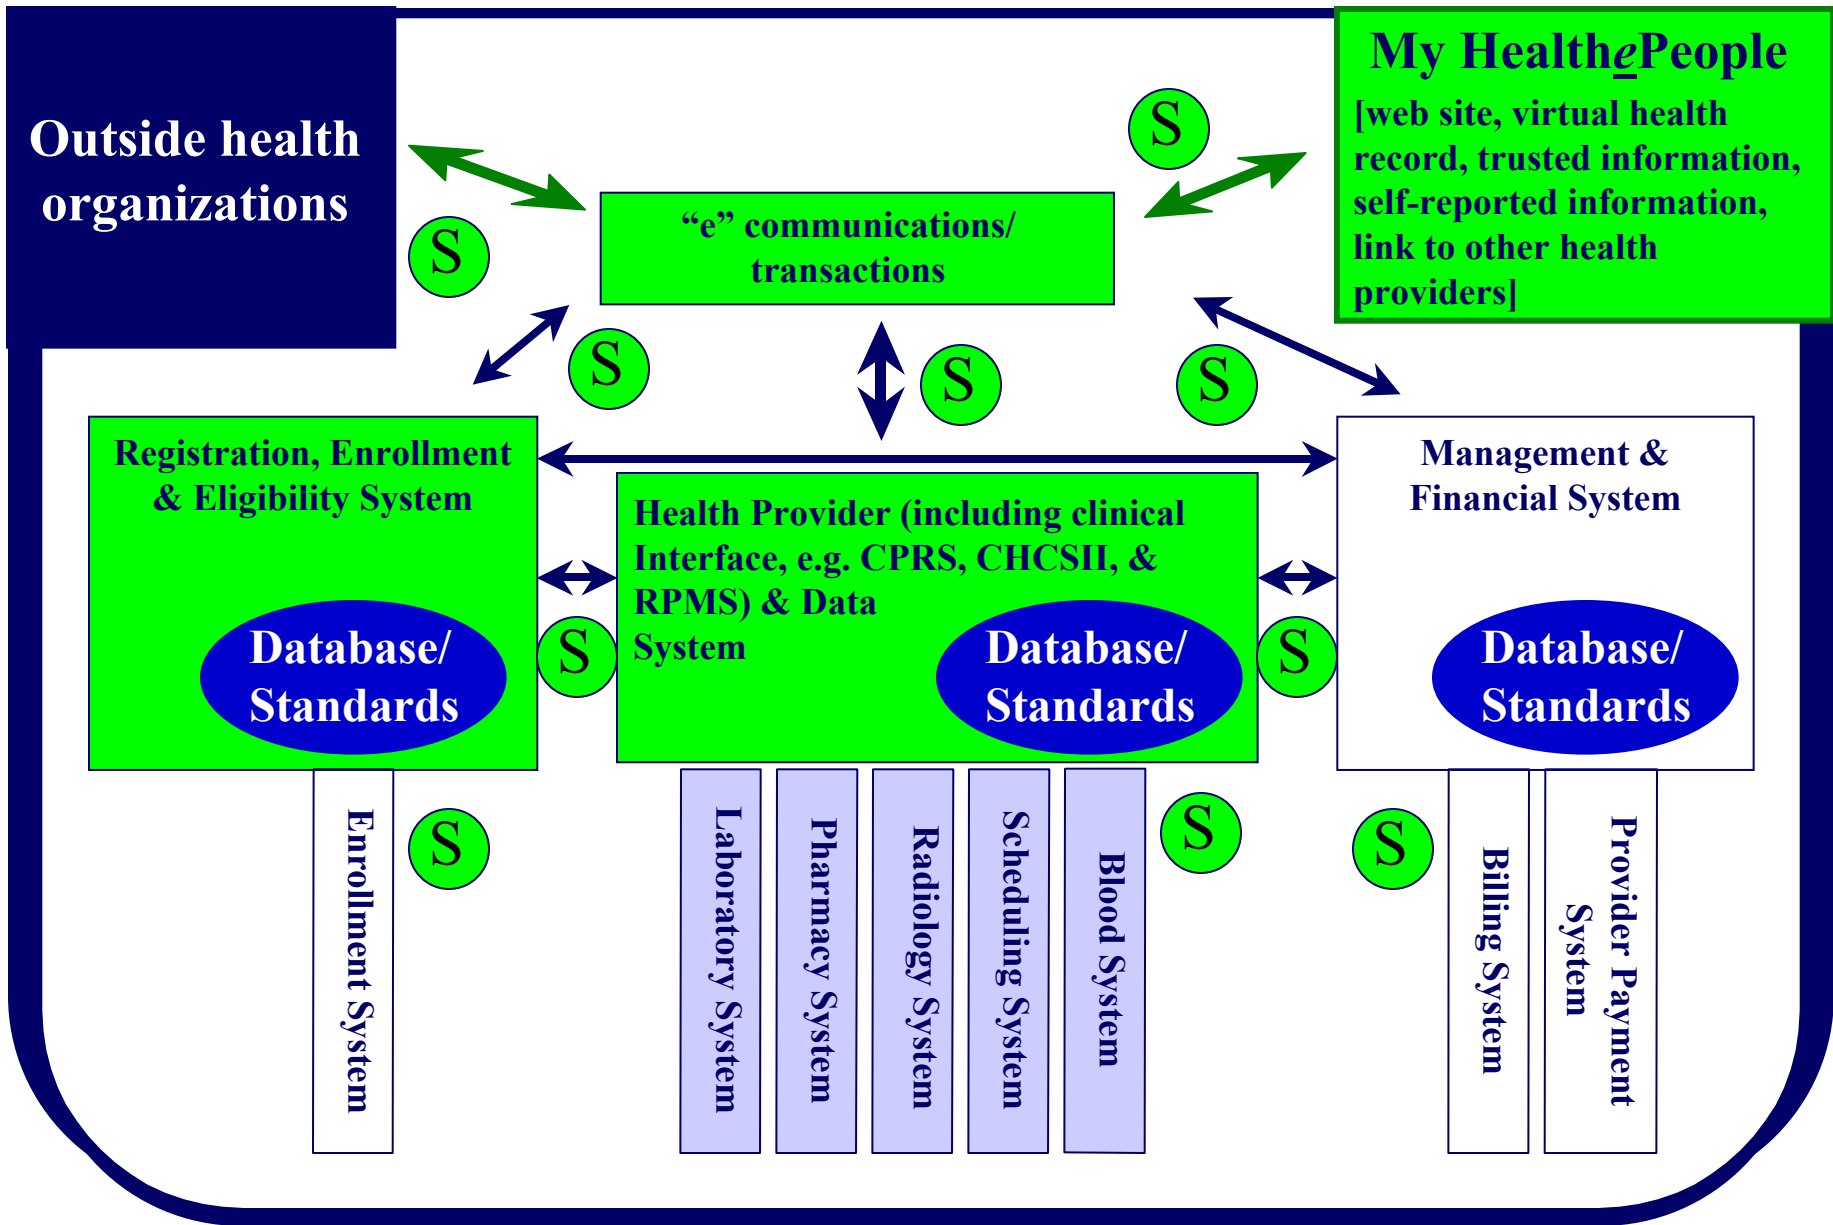 Outside health
organizations
My HealthePeople
[web site, virtual health
record, trusted information,
self-reported information,
link to other health
providers]
S
S
“e” communications/
transactions
S
S
S
Registration, Enrollment
& Eligibility System
Database/
Standards
Health Provider (including clinical
Interface, e.g. CPRS, CHCSII, &
RPMS) & Data
System
Database/
Standards
Management &
Financial System
Database/
Standards
S
S
Enrollment System
S
Laboratory System
Pharmacy System
Radiology System
Scheduling System
Blood System
S
S
Billing System
Provider Payment
System